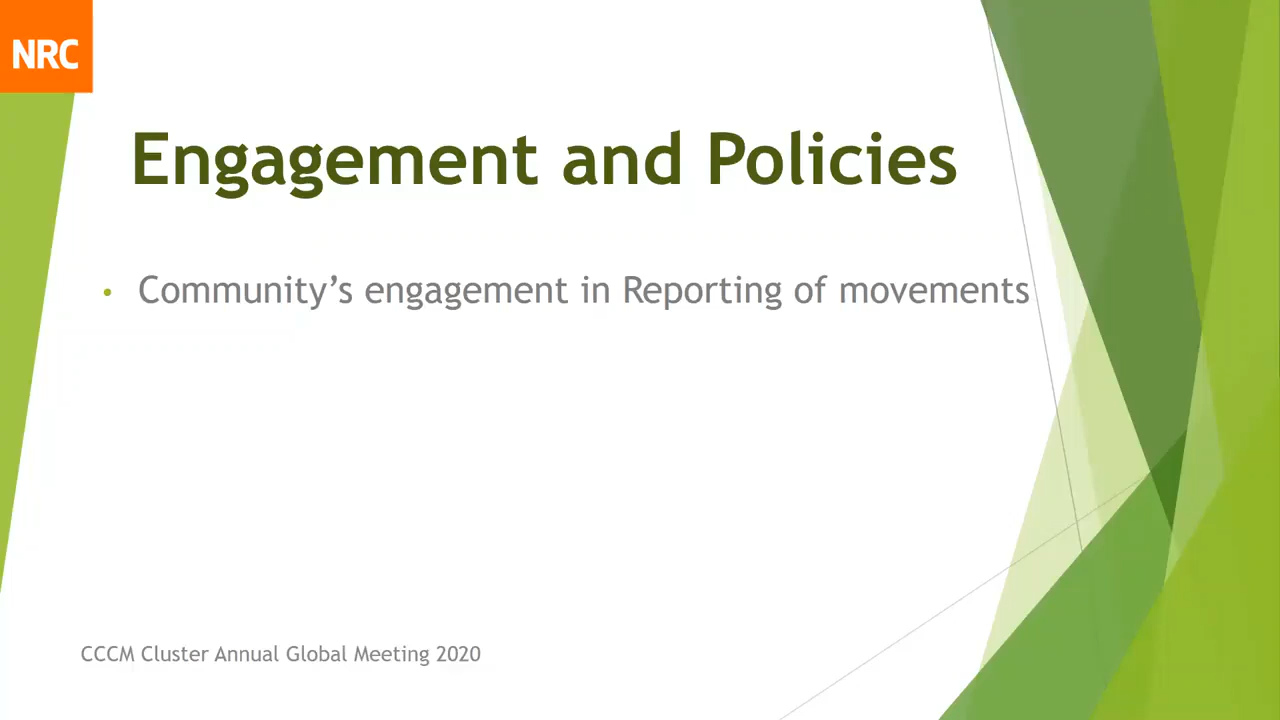 NRC
Engagement and Policies
• Community’s engagement in Reporting of movements
CCCM Cluster Annual Global Meeting 2020